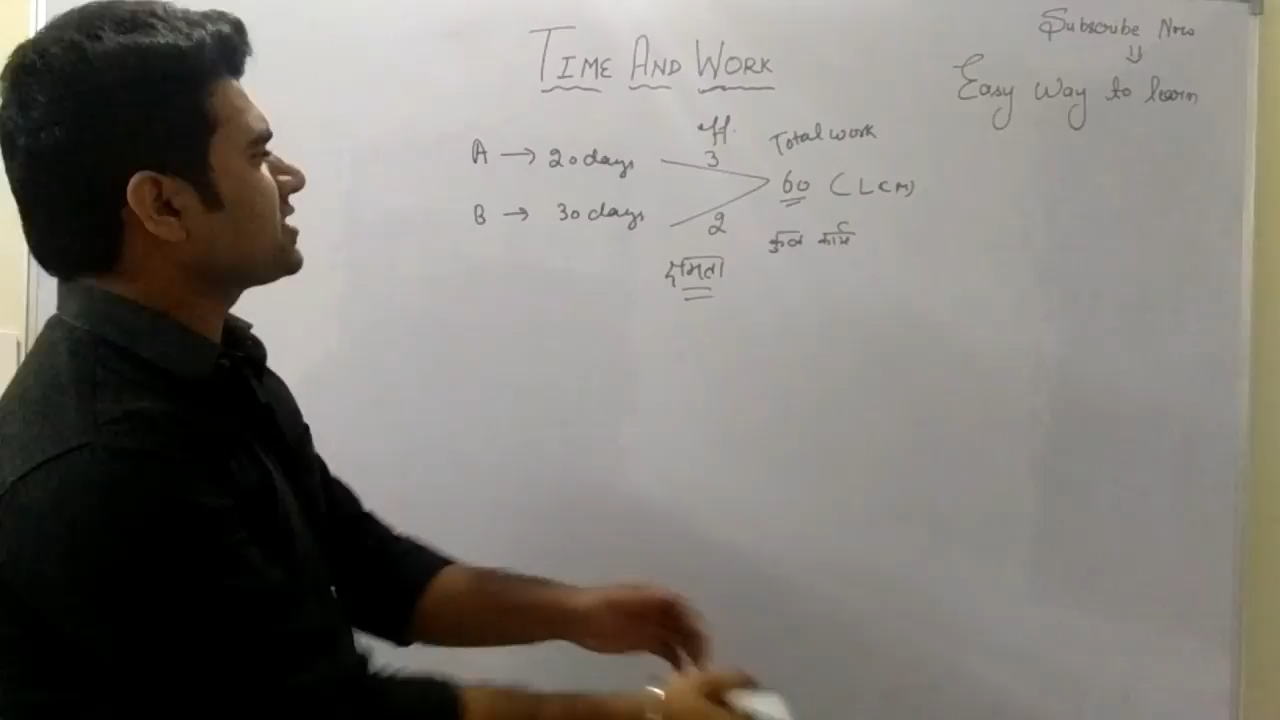 Subscribe Now
⇓
Easy Way to learn
TIME AND WORK
eff.
Total work
A → 20 days 3
60 (LCM)
B → 30 days 2
कुल कार्य
क्षमता